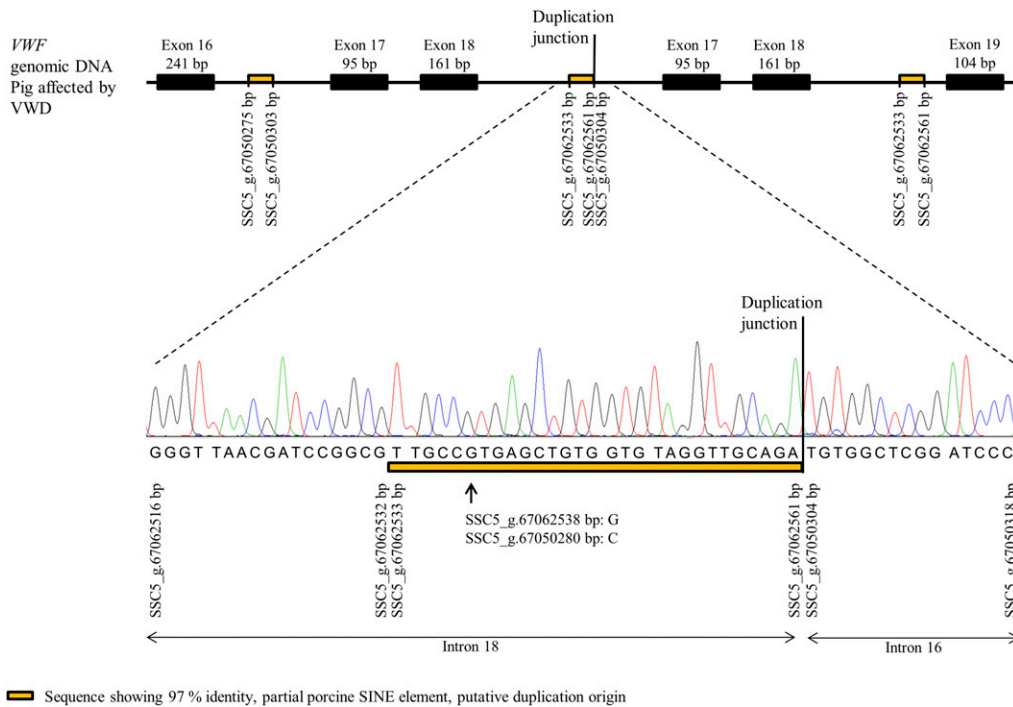 VWF
genomic DNA
Pig affected by
VWD
Exon 16
241 bp
Exon 17
95 bp
Exon 18
161 bp
Duplication
junction
Exon 17
95 bp
Exon 18
161 bp
Exon 19
104 bp
SSC5_g.67050275 bp
SSC5_g.67050303 bp
SSC5_g.67062533 bp
SSC5_g.67062561 bp
SSC5_g.67050304 bp
SSC5_g.67062533 bp
SSC5_g.67062561 bp
Duplication
junction
GGGT TAACGATCCGGCGT TGCCGTGAGCTGTG GTG TAGGTTGCAGA TGTGGCTCGG ATCCC
SSC5_g.67062538 bp: G
SSC5_g.67050280 bp: C
SSC5_g.67062516 bp
SSC5_g.67062532 bp
SSC5_g.67062533 bp
SSC5_g.67062561 bp
SSC5_g.67050304 bp
SSC5_g.67050318 bp
Intron 18
Intron 16
Sequence showing 97 % identity, partial porcine SINE element, putative duplication origin